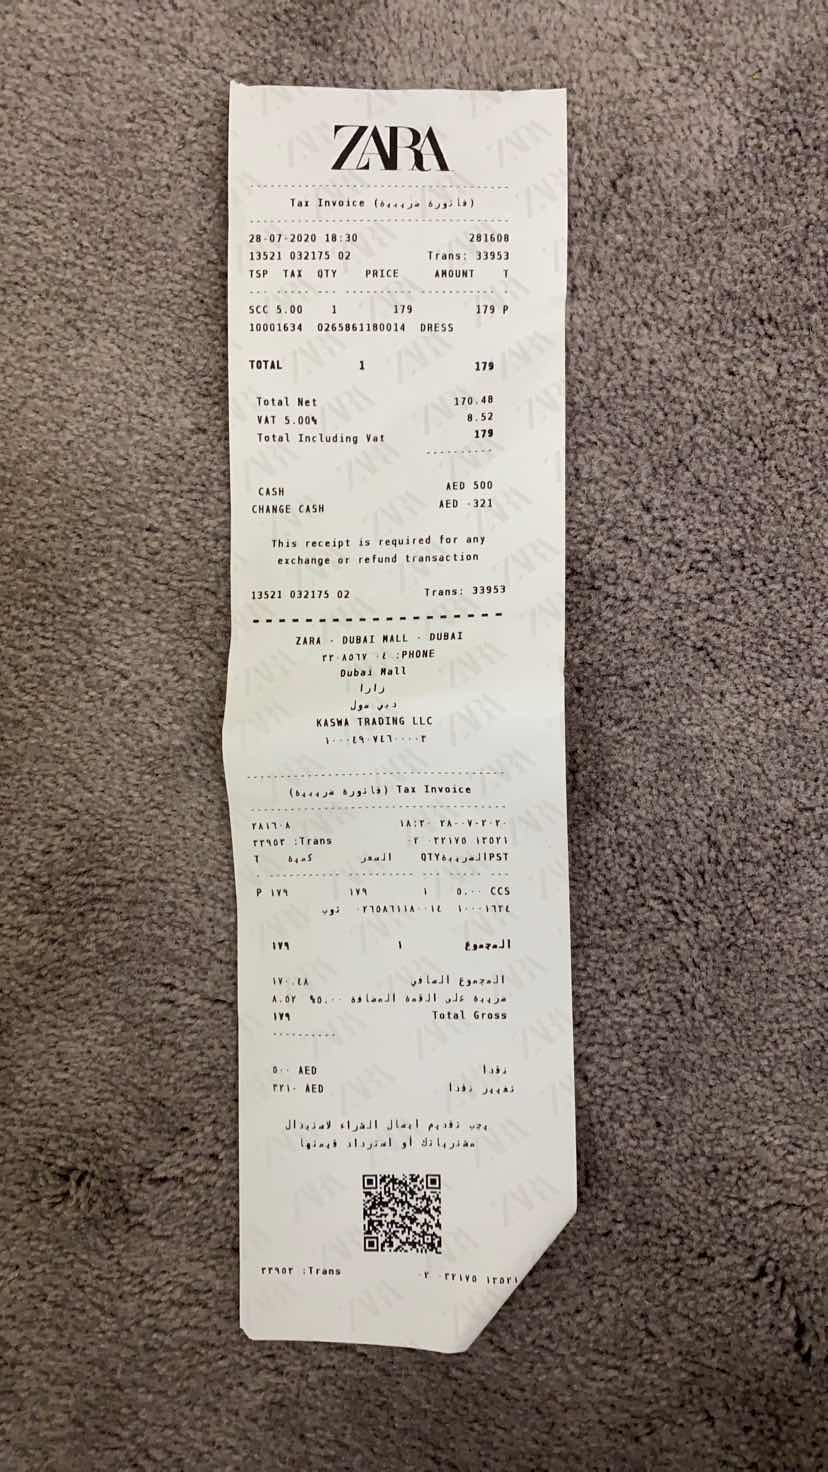 ZARA
Tax Invoice (فاتورة ضريبية)
28-07-2020 18:30 281608
13521 032175 02 Trans: 33953
TSP TAX QTY PRICE AMOUNT T
SCC 5.00 1 179 179 P
10001634 0265861180014 DRESS
TOTAL 1 179
Total Net 170.48
VAT 5.00% 8.52
Total Including Vat 179
CASH AED 500
CHANGE CASH AED -321
This receipt is required for any
exchange or refund transaction
13521 032175 02 Trans: 33953
ZARA - DUBAI MALL - DUBAI
٣٣٠٨٥٦٧ ٠٤ :PHONE
Dubai Mall
زارا
دبي مول
KASWA TRADING LLC
١٠٠٠٤٩٠٧٤٦٠٠٠٠٣
(فاتورة ضريبية) Tax Invoice
٢٨١٦٠٨ ١٨:٣٠ ٢٨-٠٧-٢٠٢٠
٣٣٩٥٣ :Trans ٠٢ ٠٣٢١٧٥ ١٣٥٢١
T كمية السعر QTYالضريبةPST
P ١٧٩ ١٧٩ ١ ٥.٠٠ CCS
ثوب ٠٢٦٥٨٦١١٨٠٠١٤ ١٠٠٠١٦٣٤
١٧٩ ١ المجموع
١٧٠.٤٨ المجموع الصافي
٨.٥٢ %٥.٠٠ ضريبة على القمة المضافة
١٧٩ Total Gross
٥٠٠ AED نقدا
٣٢١- AED تغيير نقدا
يجب تقديم ايصال الشراء لاستبدال
مشترياتك أو استرداد قيمتها
٣٣٩٥٣ :Trans ٠٢ ٠٣٢١٧٥ ١٣٥٢١